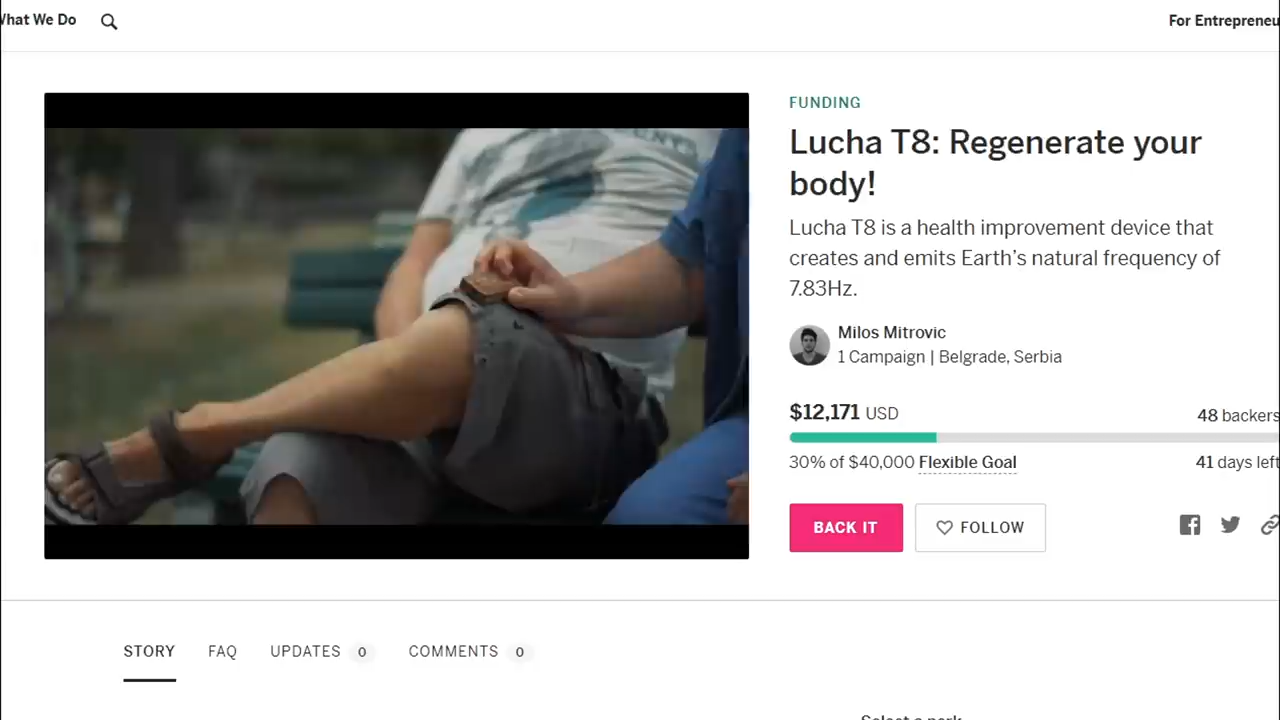 What We Do
For Entrepreneu
FUNDING
Lucha T8: Regenerate your
body!
Lucha T8 is a health improvement device that
creates and emits Earth's natural frequency of
7.83Hz.
Milos Mitrovic
1 Campaign | Belgrade, Serbia
$12,171 USD
48 backers
30% of $40,000 Flexible Goal
41 days left
BACK IT
FOLLOW
STORY FAQ UPDATES 0 COMMENTS 0